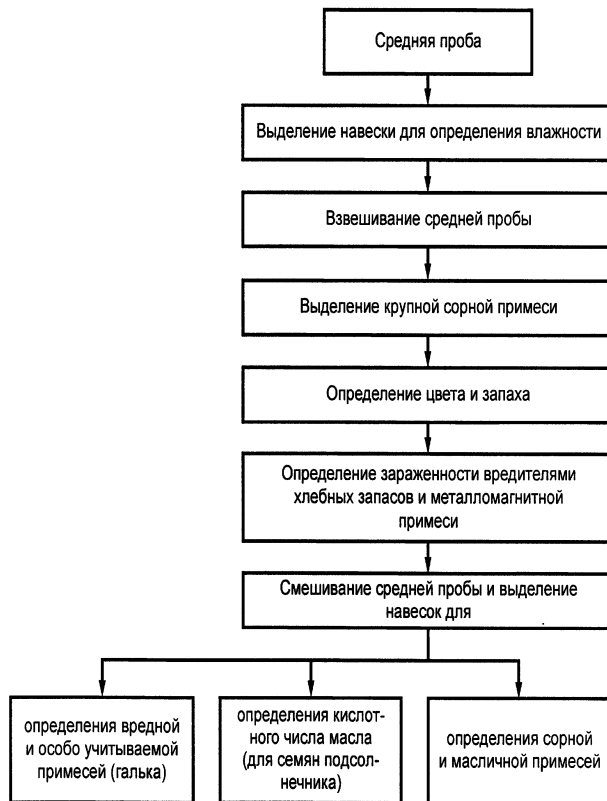 Средняя проба
Выделение навески для определения влажности
Взвешивание средней пробы
Выделение крупной сорной примеси
Определение цвета и запаха
Определение зараженности вредителями
хлебных запасов и металломагнитной
примеси
Смешивание средней пробы и выделение
навесок для
определения вредной
и особо учитываемой
примесей (галька)
определения кислот-
ного числа масла
(для семян подсол-
нечника)
определения сорной
и масличной примесей